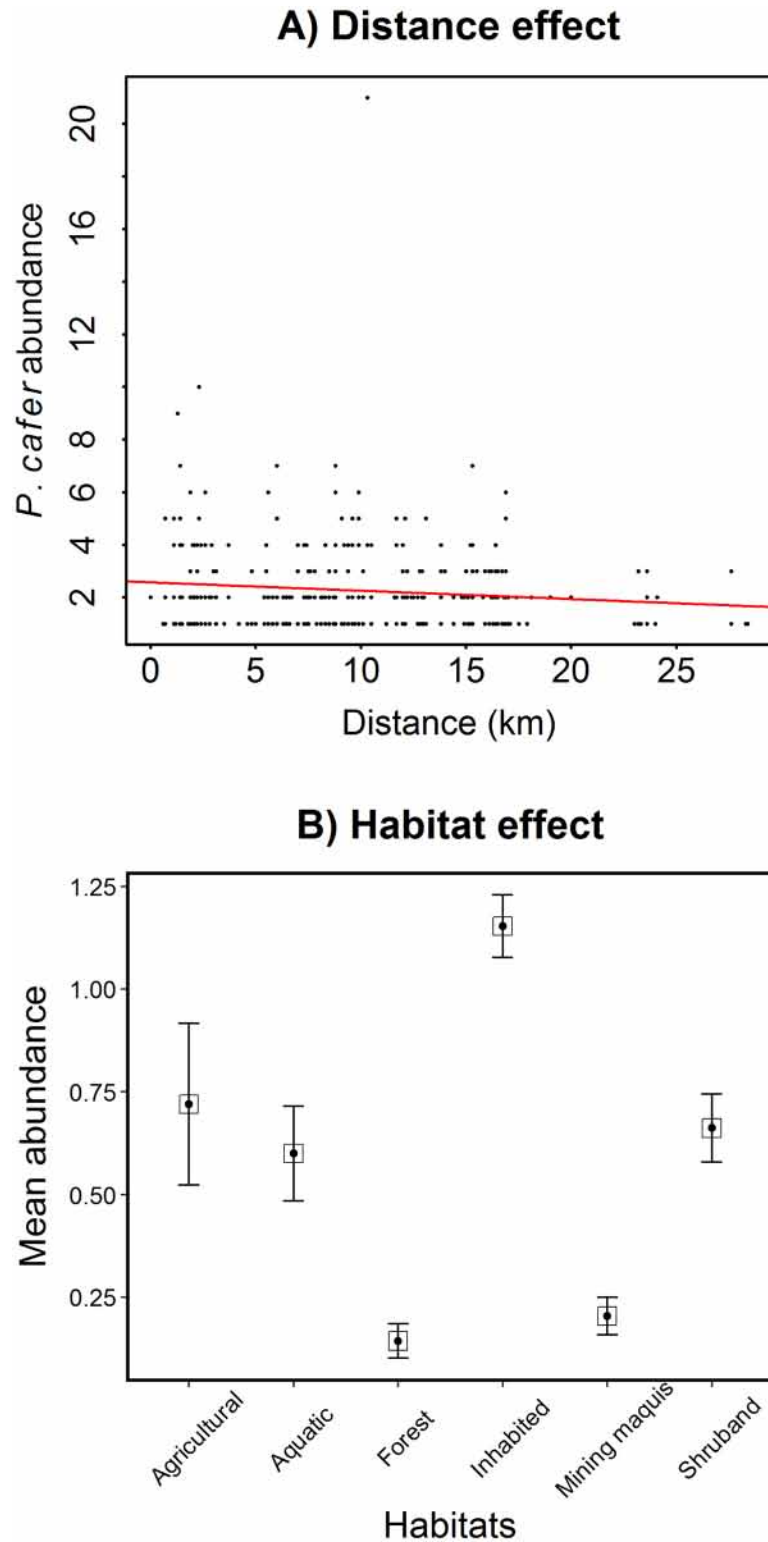 A) Distance effect
P. cafer abundance
20
16
12
8
6
4
2
0 5 10 15 20 25
Distance (km)
B) Habitat effect
Mean abundance
1.25
1.00
0.75
0.50
0.25
Agricultural
Aquatic
Forest
Inhabited
Mining maquis
Shruband
Habitats